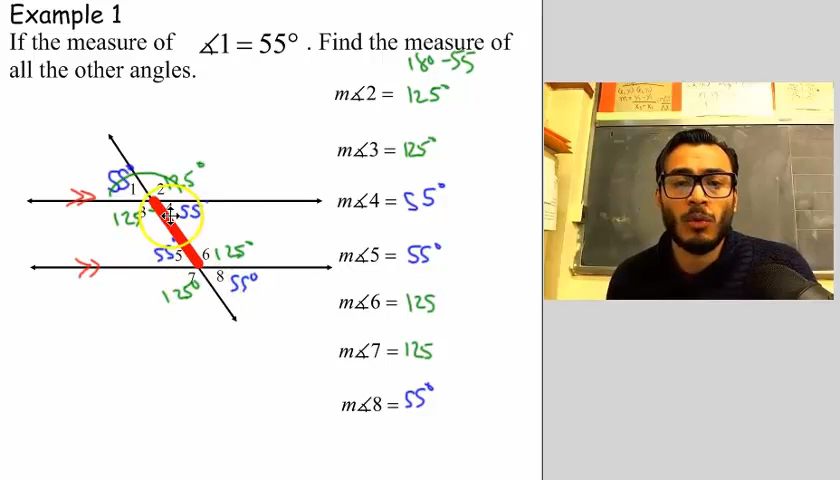 Example 1
If the measure of ∡1 = 55° . Find the measure of
all the other angles.
180 - 55
m∡2 = 125°
m∡3 = 125°
m∡4 = 55°
m∡5 = 55°
m∡6 = 125
m∡7 = 125
m∡8 = 55°
55° 1 2 125°
125 3 4 55
55° 5 6 125°
125° 7 8 55°